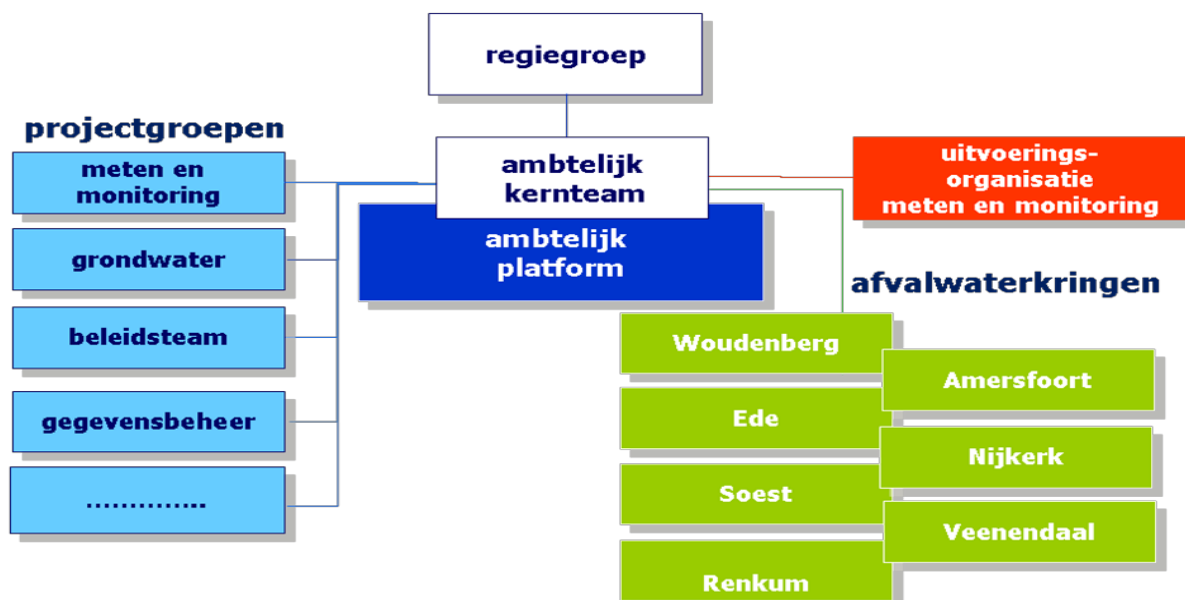 regiegroep
projectgroepen
meten en
monitoring
grondwater
beleidsteam
gegevensbeheer
…………..
ambtelijk
kernteam
ambtelijk
platform
uitvoerings-
organisatie
meten en monitoring
afvalwaterkringen
Woudenberg
Amersfoort
Ede
Nijkerk
Soest
Veenendaal
Renkum